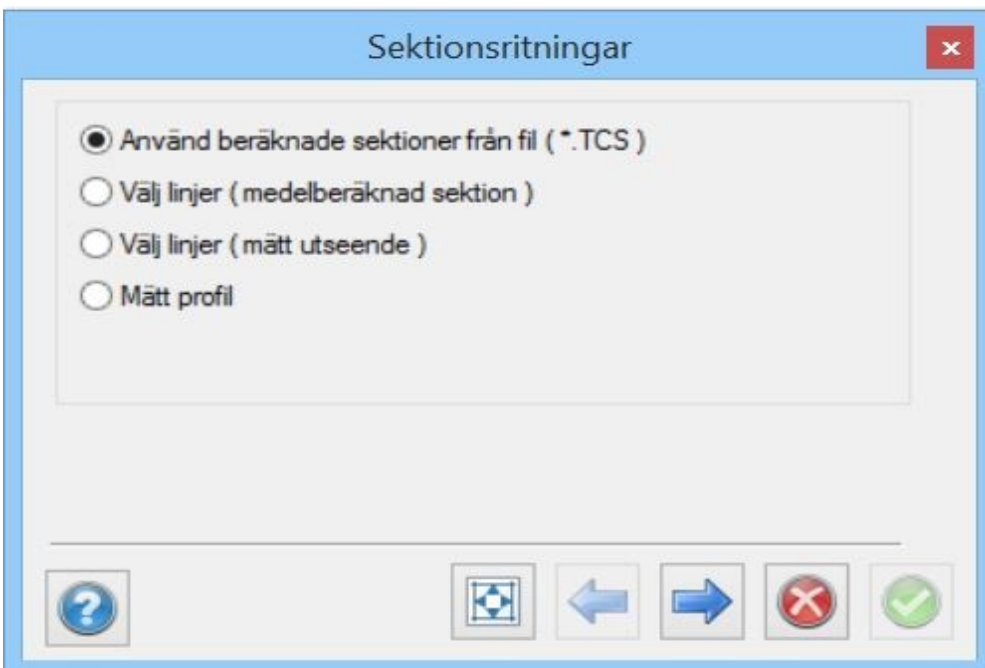 Sektionsritningar
Använd beräknade sektioner från fil ( *.TCS )
Välj linjer ( medelberäknad sektion )
Välj linjer ( mätt utseende )
Mätt profil